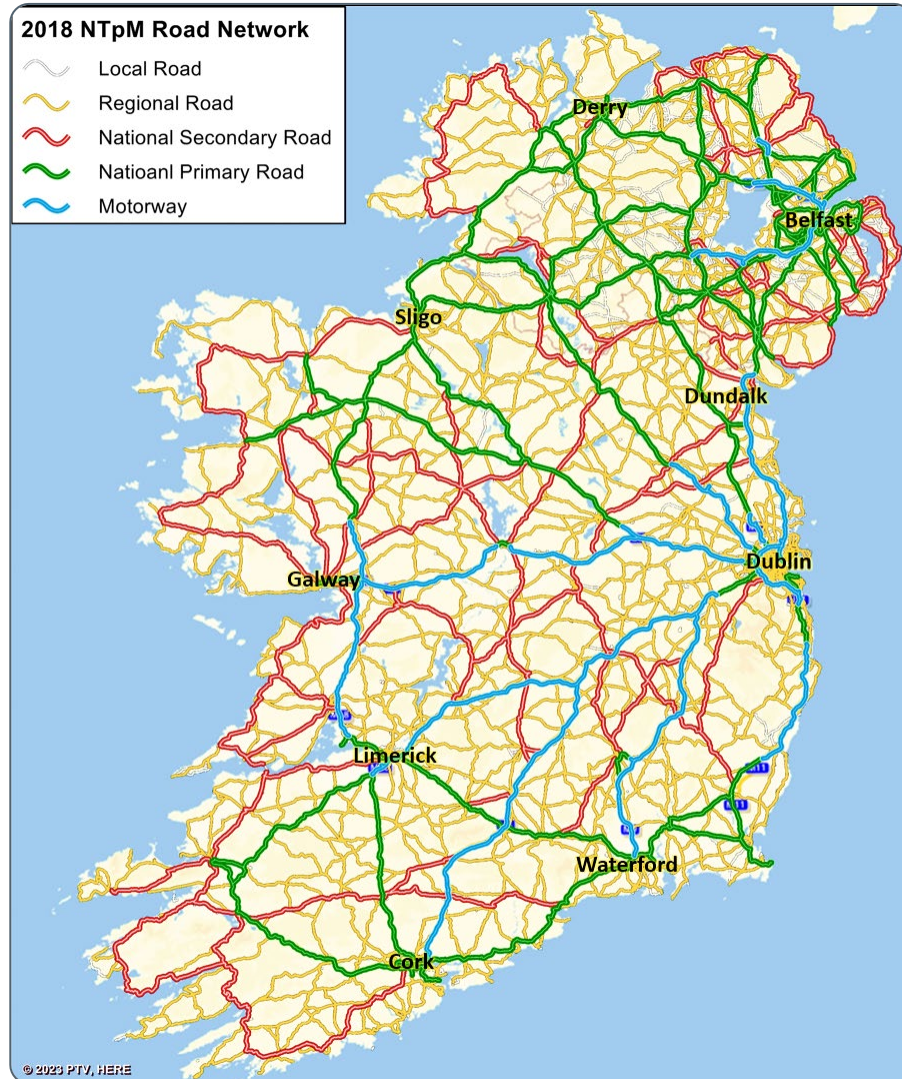 2018 NTpM Road Network
Local Road
Regional Road
National Secondary Road
Natioanl Primary Road
Motorway
Derry
Belfast
Sligo
Dundalk
Dublin
Galway
Limerick
Waterford
Cork
© 2023 PTV, HERE